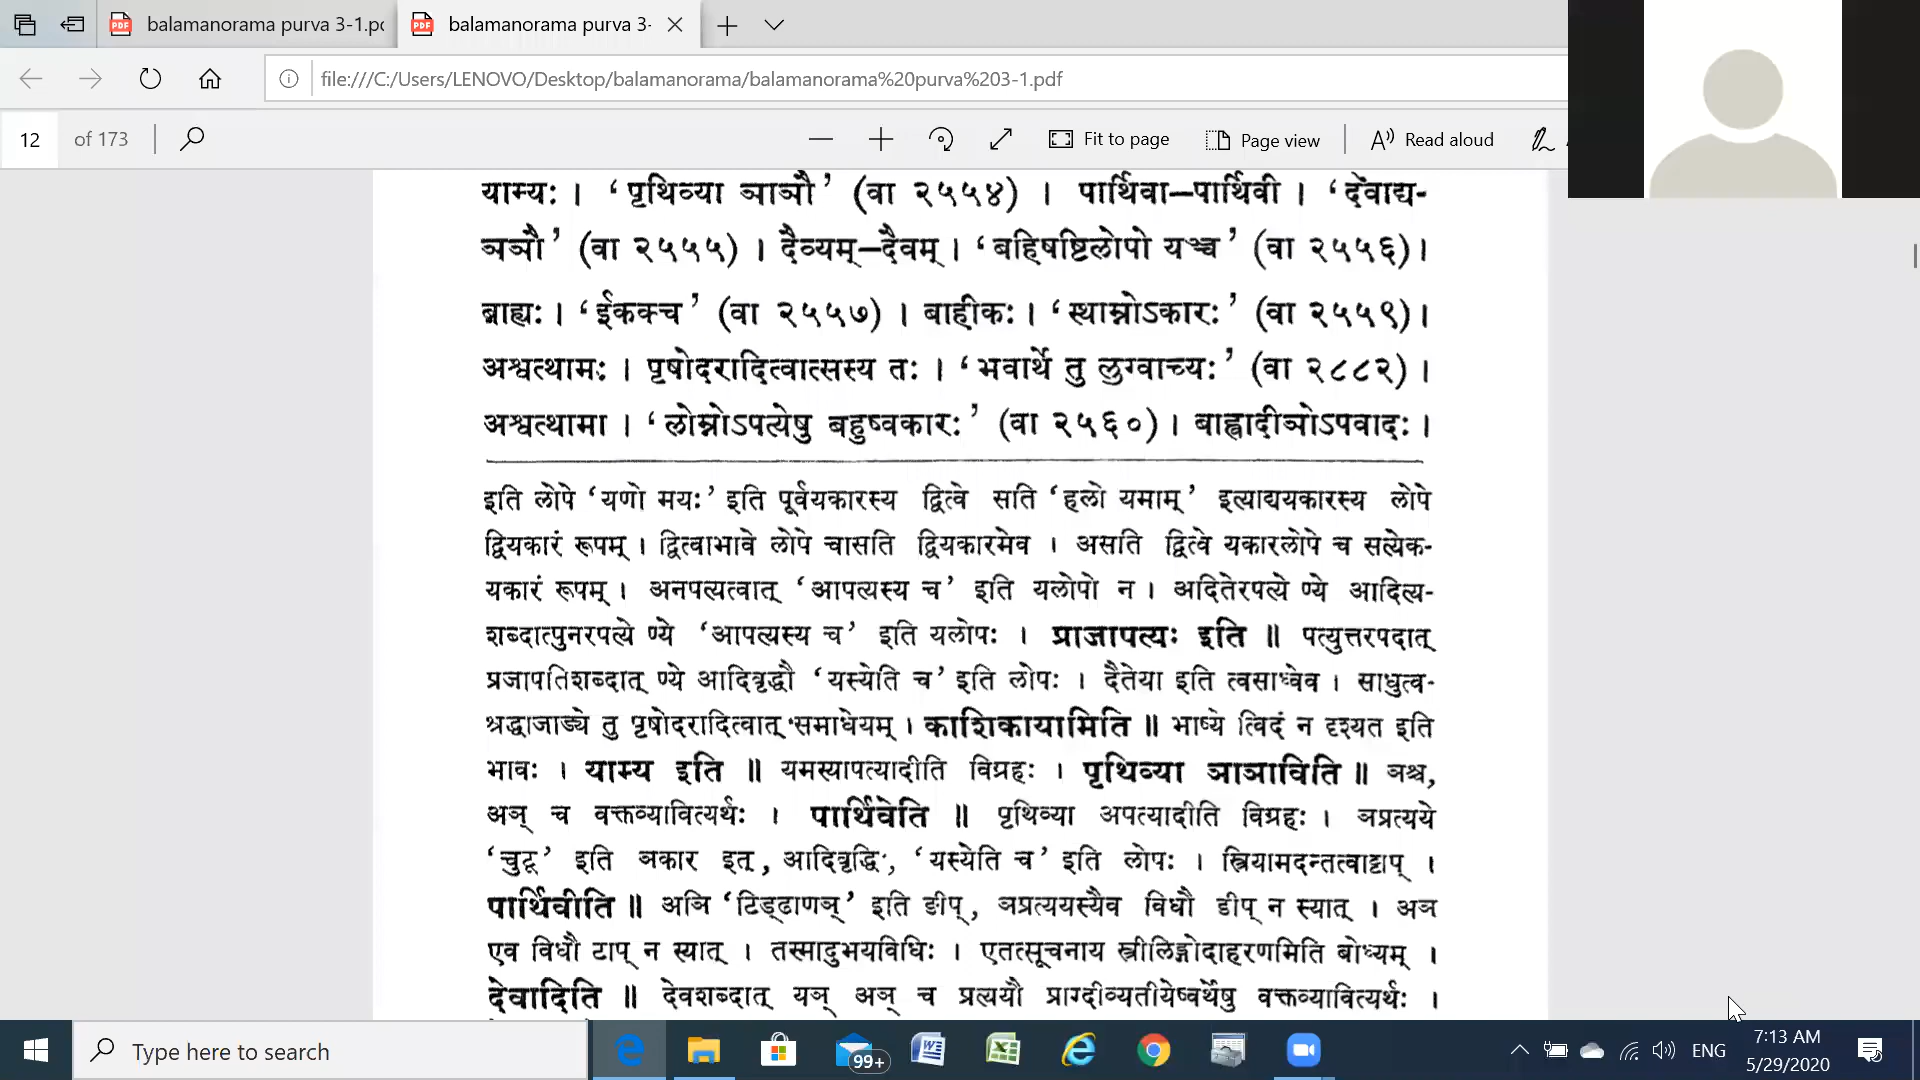 balamanorama purva 3-1.pd
balamanorama purva 3-
file:///C:/Users/LENOVO/Desktop/balamanorama/balamanorama%20purva%203-1.pdf
12 of 173
Fit to page
Page view
Read aloud
याम्यः । ‘पृथिव्या ञाञौ’ (वा २५५४) । पार्थिवा—पार्थिवी । ‘देवाद्य-
ञञौ’ (वा २५५५) । दैव्यम्—दैवम् । ‘बहिषष्टिलोपो यञ्च’ (वा २५५६) ।
ब्राह्यः । ‘ईकक्च’ (वा २५५७) । बाहीकः । ‘स्थाम्नोऽकारः’ (वा २५५९) ।
अश्वत्थामः । पृषोदरादित्वात्सस्य तः । ‘भवार्थे तु लुग्वाच्यः’ (वा २८८२) ।
अश्वत्थामा । ‘लोम्नोऽपत्येषु बहुष्वकारः’ (वा २५६०) । बाह्वादीञोऽपवादः ।
इति लोपे ‘यणो मयः’ इति पूर्वयकारस्य द्वित्वे सति ‘हलो यमाम्’ इत्याद्ययकारस्य लोपे
द्वियकारं रूपम् । द्वित्वाभावे लोपे चासति द्वियकारमेव । असति द्वित्वे यकारलोपे च सत्येक-
यकारं रूपम् । अनपत्यत्वात् ‘आपत्यस्य च’ इति यलोपो न । अदितेरपत्ये ण्ये आदित्य-
शब्दात्पुनरपत्ये ण्ये ‘आपत्यस्य च’ इति यलोपः । प्राजापत्यः इति ॥ पत्युत्तरपदात्
प्रजापतिशब्दात् ण्ये आदिवृद्धौ ‘यस्येति च’ इति लोपः । दैतेया इति त्वसाध्वेव । साधुत्व-
श्रद्धाजाड्ये तु पृषोदरादित्वात् समाधेयम् । काशिकायामिति ॥ भाष्ये त्विदं न दृश्यत इति
भावः । याम्य इति ॥ यमस्यापत्यादीति विग्रहः । पृथिव्या ञाञाविति ॥ ञश्च,
अञ् च वक्तव्यावित्यर्थः । पार्थिवेति ॥ पृथिव्या अपत्यादीति विग्रहः । ञप्रत्यये
‘चुटू’ इति ञकार इत्, आदिवृद्धिः, ‘यस्येति च’ इति लोपः । स्त्रियामदन्तत्वाट्टाप् ।
पार्थिवीति ॥ अञि ‘टिड्ढाणञ्’ इति ङीप्, ञप्रत्ययस्यैव विधौ ङीप् न स्यात् । अञ
एव विधौ टाप् न स्यात् । तस्मादुभयविधिः । एतत्सूचनाय स्त्रीलिङ्गोदाहरणमिति बोध्यम् ।
देवादिति ॥ देवशब्दात् यञ् अञ् च प्रत्ययौ प्राग्दीव्यतीयेष्वर्थेषु वक्तव्यावित्यर्थः ।
Type here to search
99+
ENG
7:13 AM
5/29/2020